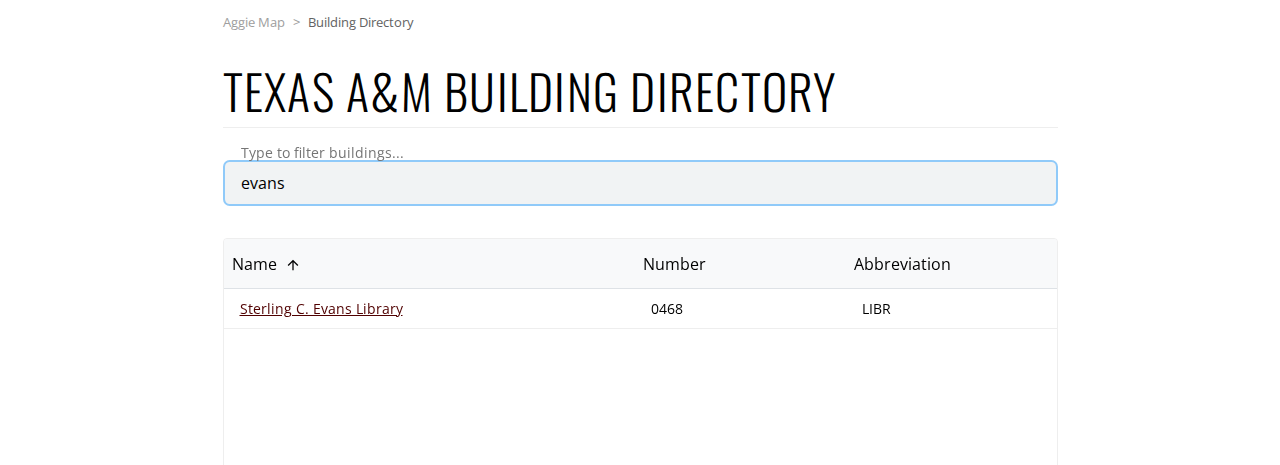 Aggie Map > Building Directory
TEXAS A&M BUILDING DIRECTORY
Type to filter buildings...
evans
Name ↑ Number Abbreviation
Sterling C. Evans Library 0468 LIBR